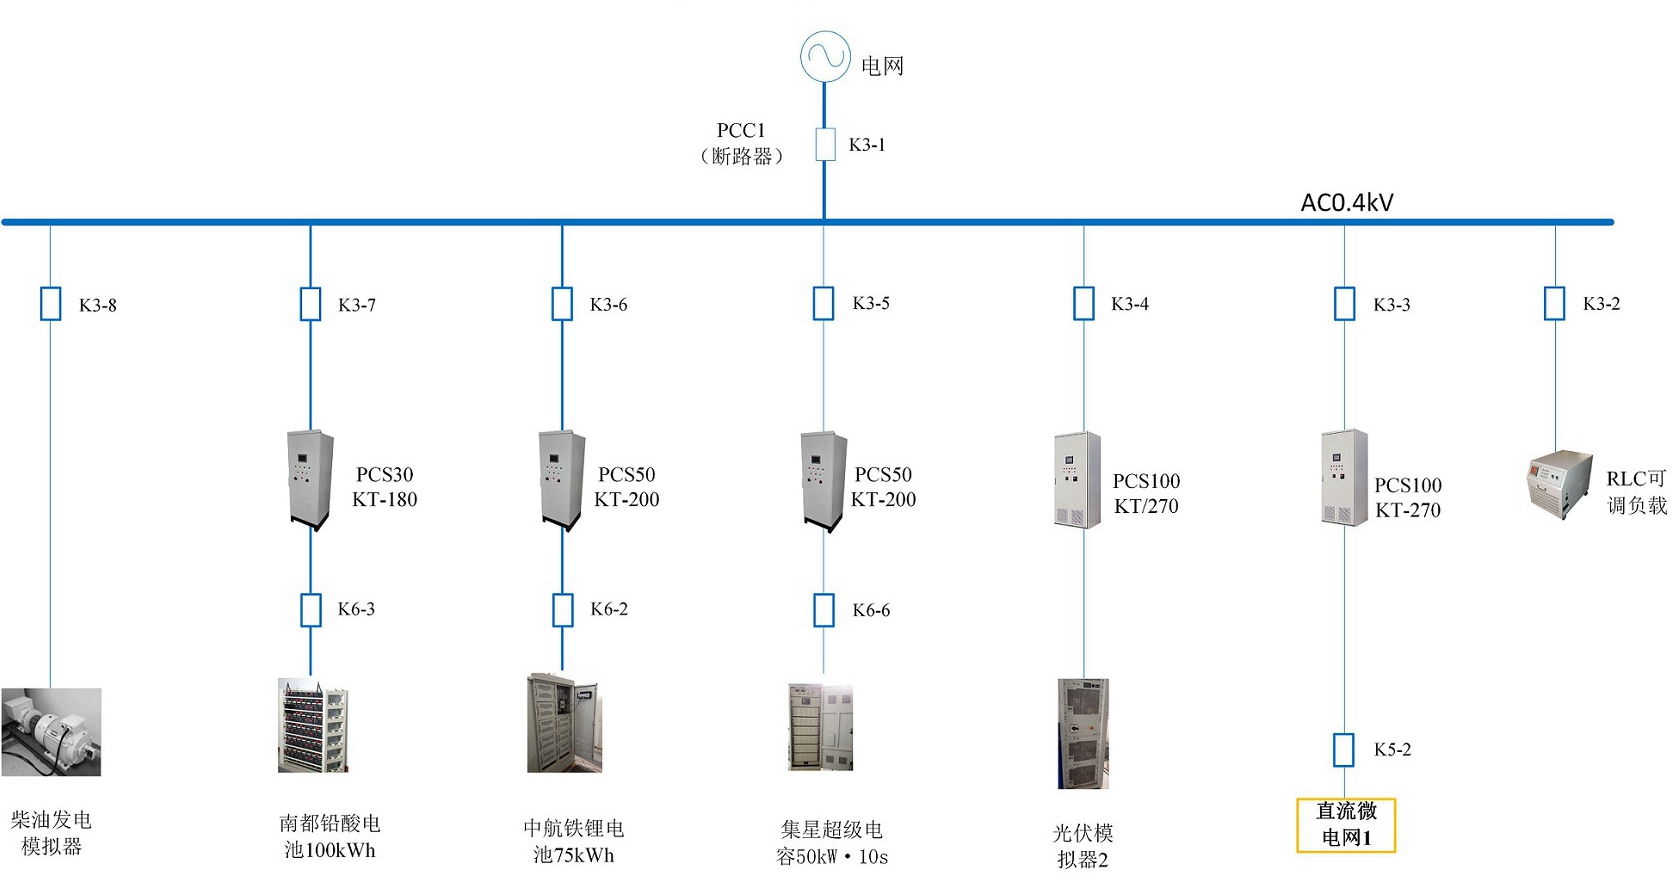 电网
PCC1
（断路器）
K3-1
AC0.4kV
K3-8
K3-7
K3-6
K3-5
K3-4
K3-3
K3-2
PCS30
KT-180
PCS50
KT-200
PCS50
KT-200
PCS100
KT/270
PCS100
KT-270
RLC可
调负载
K6-3
K6-2
K6-6
K5-2
柴油发电
模拟器
南都铅酸电
池100kWh
中航铁锂电
池75kWh
集星超级电
容50kW·10s
光伏模
拟器2
直流微
电网1